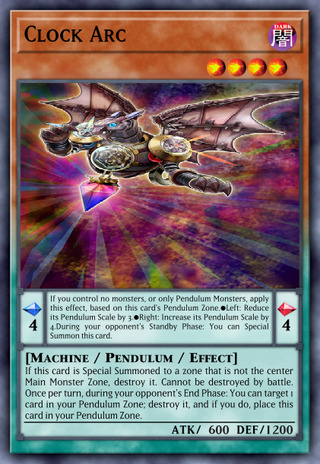 Clock Arc
DARK
闇
If you control no monsters, or only Pendulum Monsters, apply
this effect, based on this card's Pendulum Zone.●Left: Reduce
its Pendulum Scale by 3.●Right: Increase its Pendulum Scale by
4.During your opponent's Standby Phase: You can Special
Summon this card.
4
4
[Machine / Pendulum / Effect]
If this card is Special Summoned to a zone that is not the center
Main Monster Zone, destroy it. Cannot be destroyed by battle.
Once per turn, during your opponent's End Phase: You can target 1
card in your Pendulum Zone; destroy it, and if you do, place this
card in your Pendulum Zone.
ATK/ 600 DEF/1200